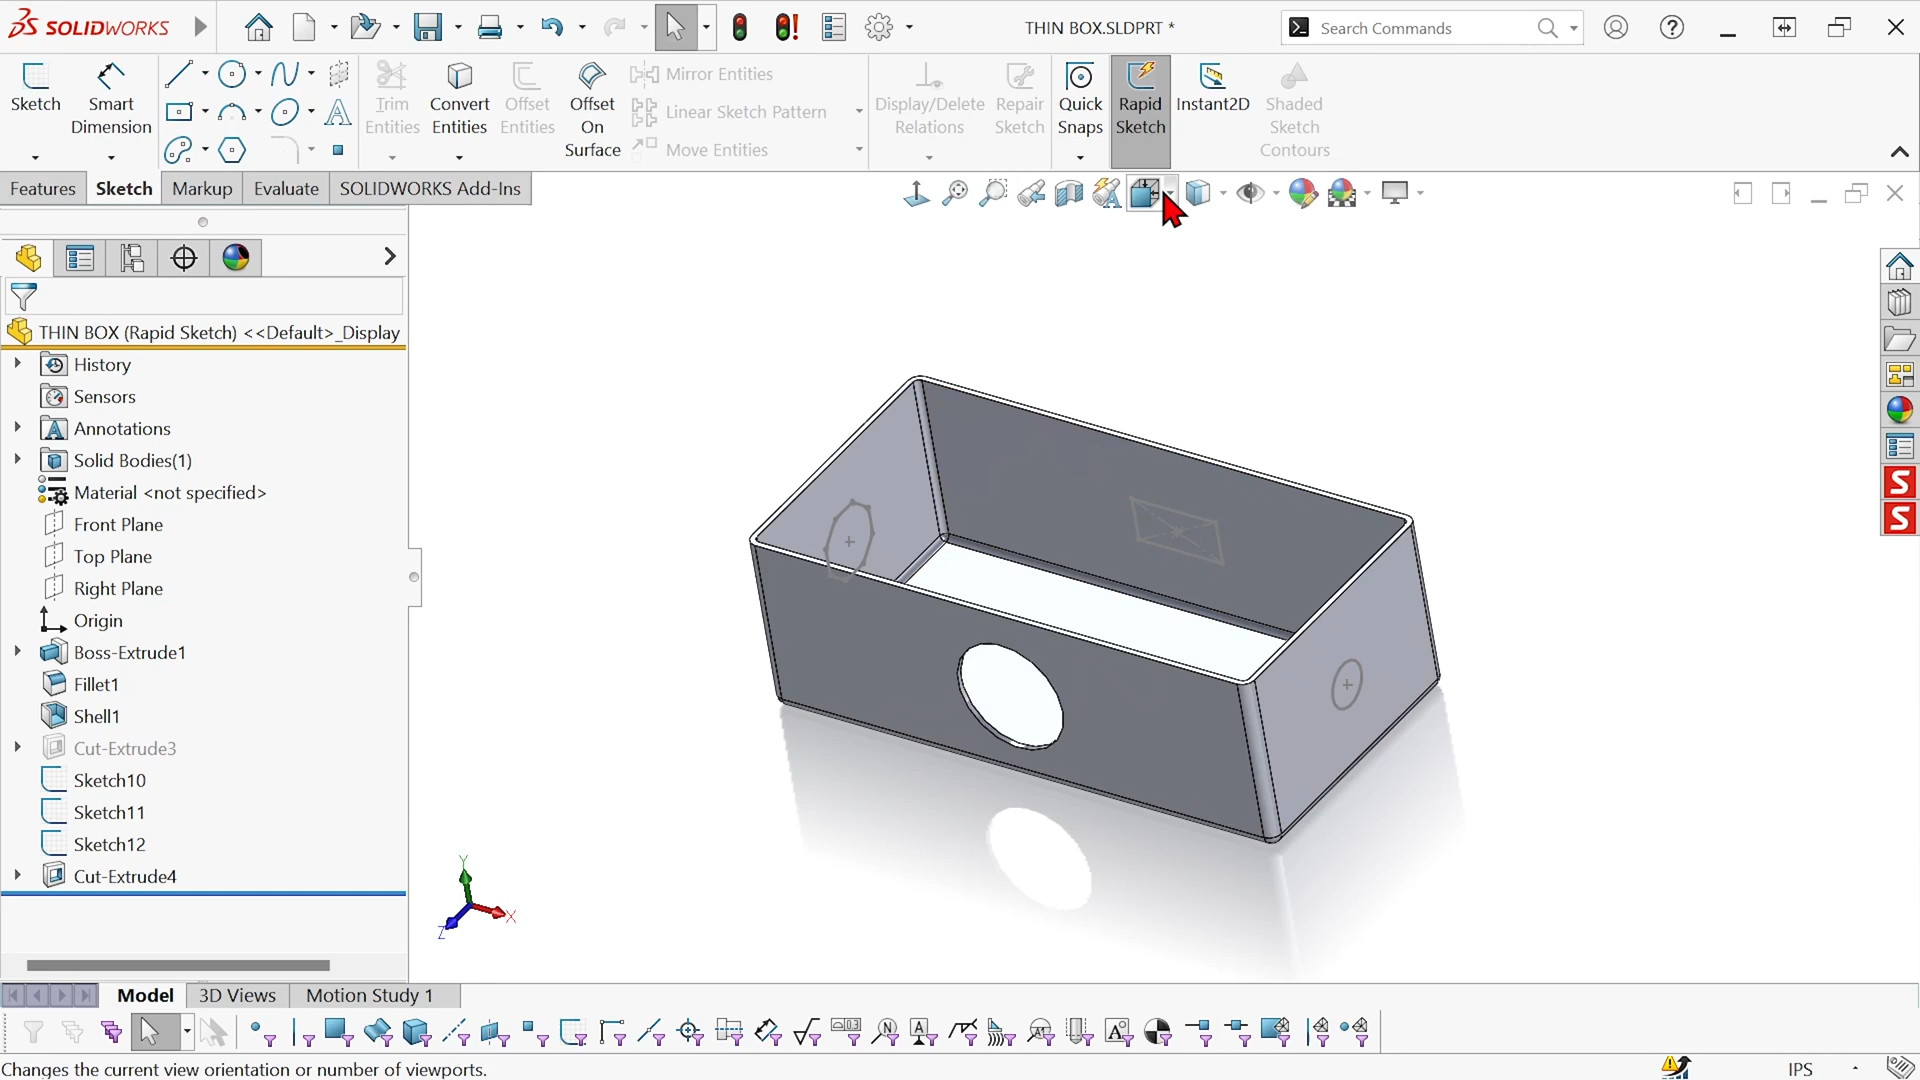 SOLIDWORKS
THIN BOX.SLDPRT *
Search Commands
Sketch
Smart
Dimension
Trim
Entities
Convert
Entities
Offset
Entities
Offset
On
Surface
Mirror Entities
Linear Sketch Pattern
Move Entities
Display/Delete
Relations
Repair
Sketch
Quick
Snaps
Rapid
Sketch
Instant2D
Shaded
Sketch
Contours
Features
Sketch
Markup
Evaluate
SOLIDWORKS Add-Ins
THIN BOX (Rapid Sketch) <<Default>_Display
History
Sensors
Annotations
Solid Bodies(1)
Material <not specified>
Front Plane
Top Plane
Right Plane
Origin
Boss-Extrude1
Fillet1
Shell1
Cut-Extrude3
Sketch10
Sketch11
Sketch12
Cut-Extrude4
Y
X
Z
Model
3D Views
Motion Study 1
Changes the current view orientation or number of viewports.
IPS